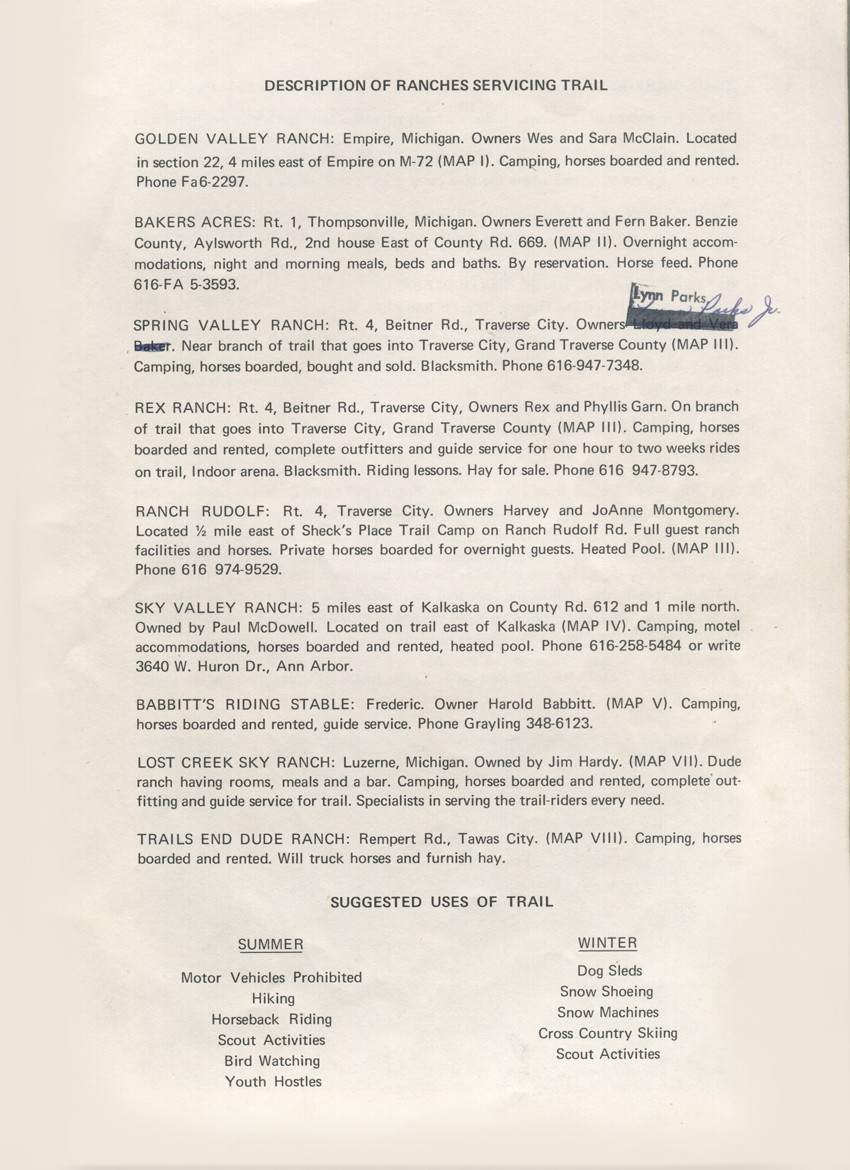 DESCRIPTION OF RANCHES SERVICING TRAIL
GOLDEN VALLEY RANCH: Empire, Michigan. Owners Wes and Sara McClain. Located
in section 22, 4 miles east of Empire on M-72 (MAP I). Camping, horses boarded and rented.
Phone Fa6-2297.
BAKERS ACRES: Rt. 1, Thompsonville, Michigan. Owners Everett and Fern Baker. Benzie
County, Aylsworth Rd., 2nd house East of County Rd. 669. (MAP II). Overnight accom-
modations, night and morning meals, beds and baths. By reservation. Horse feed. Phone
616-FA 5-3593.
Lynn Parks
Lynn Parks Jr.
SPRING VALLEY RANCH: Rt. 4, Beitner Rd., Traverse City. Owners Lloyd and Vera
Baker. Near branch of trail that goes into Traverse City, Grand Traverse County (MAP III).
Camping, horses boarded, bought and sold. Blacksmith. Phone 616-947-7348.
REX RANCH: Rt. 4, Beitner Rd., Traverse City, Owners Rex and Phyllis Garn. On branch
of trail that goes into Traverse City, Grand Traverse County (MAP III). Camping, horses
boarded and rented, complete outfitters and guide service for one hour to two weeks rides
on trail, Indoor arena. Blacksmith. Riding lessons. Hay for sale. Phone 616 947-8793.
RANCH RUDOLF: Rt. 4, Traverse City. Owners Harvey and JoAnne Montgomery.
Located ½ mile east of Sheck's Place Trail Camp on Ranch Rudolf Rd. Full guest ranch
facilities and horses. Private horses boarded for overnight guests. Heated Pool. (MAP III).
Phone 616 974-9529.
SKY VALLEY RANCH: 5 miles east of Kalkaska on County Rd. 612 and 1 mile north.
Owned by Paul McDowell. Located on trail east of Kalkaska (MAP IV). Camping, motel
accommodations, horses boarded and rented, heated pool. Phone 616-258-5484 or write
3640 W. Huron Dr., Ann Arbor.
BABBITT'S RIDING STABLE: Frederic. Owner Harold Babbitt. (MAP V). Camping,
horses boarded and rented, guide service. Phone Grayling 348-6123.
LOST CREEK SKY RANCH: Luzerne, Michigan. Owned by Jim Hardy. (MAP VII). Dude
ranch having rooms, meals and a bar. Camping, horses boarded and rented, complete out-
fitting and guide service for trail. Specialists in serving the trail-riders every need.
TRAILS END DUDE RANCH: Rempert Rd., Tawas City. (MAP VIII). Camping, horses
boarded and rented. Will truck horses and furnish hay.
SUGGESTED USES OF TRAIL
SUMMER
Motor Vehicles Prohibited
Hiking
Horseback Riding
Scout Activities
Bird Watching
Youth Hostles
WINTER
Dog Sleds
Snow Shoeing
Snow Machines
Cross Country Skiing
Scout Activities